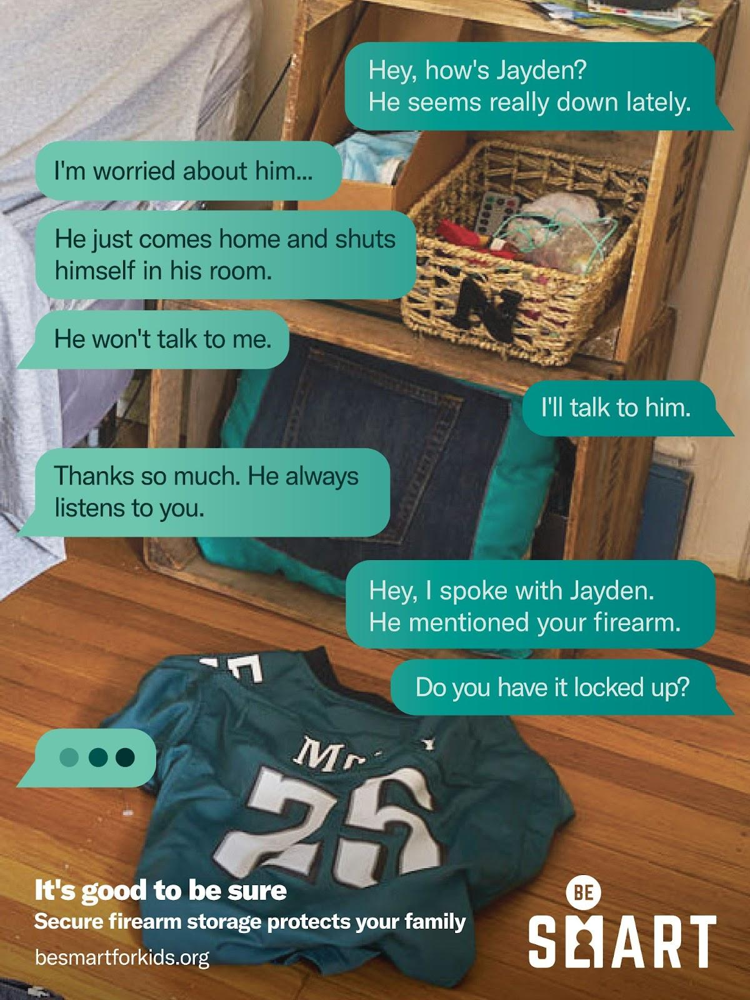 Hey, how's Jayden?
He seems really down lately.
I'm worried about him...
He just comes home and shuts
himself in his room.
N
He won't talk to me.
I'll talk to him.
Thanks so much. He always
listens to you.
Hey, I spoke with Jayden.
He mentioned your firearm.
Do you have it locked up?
25
It's good to be sure
Secure firearm storage protects your family
besmartforkids.org
BE
SMART